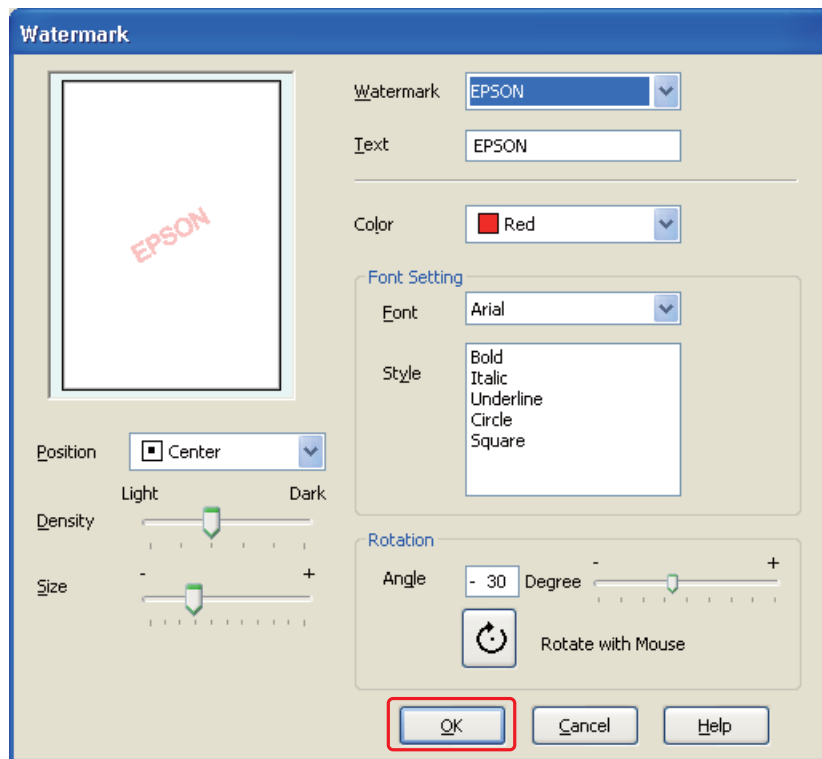 Watermark
EPSON
Watermark EPSON
Text EPSON
Color Red
Font Setting
Font Arial
Style
Bold
Italic
Underline
Circle
Square
Position Center
Light Dark
Density
Size - +
Rotation
Angle - 30 Degree - +
Rotate with Mouse
OK Cancel Help